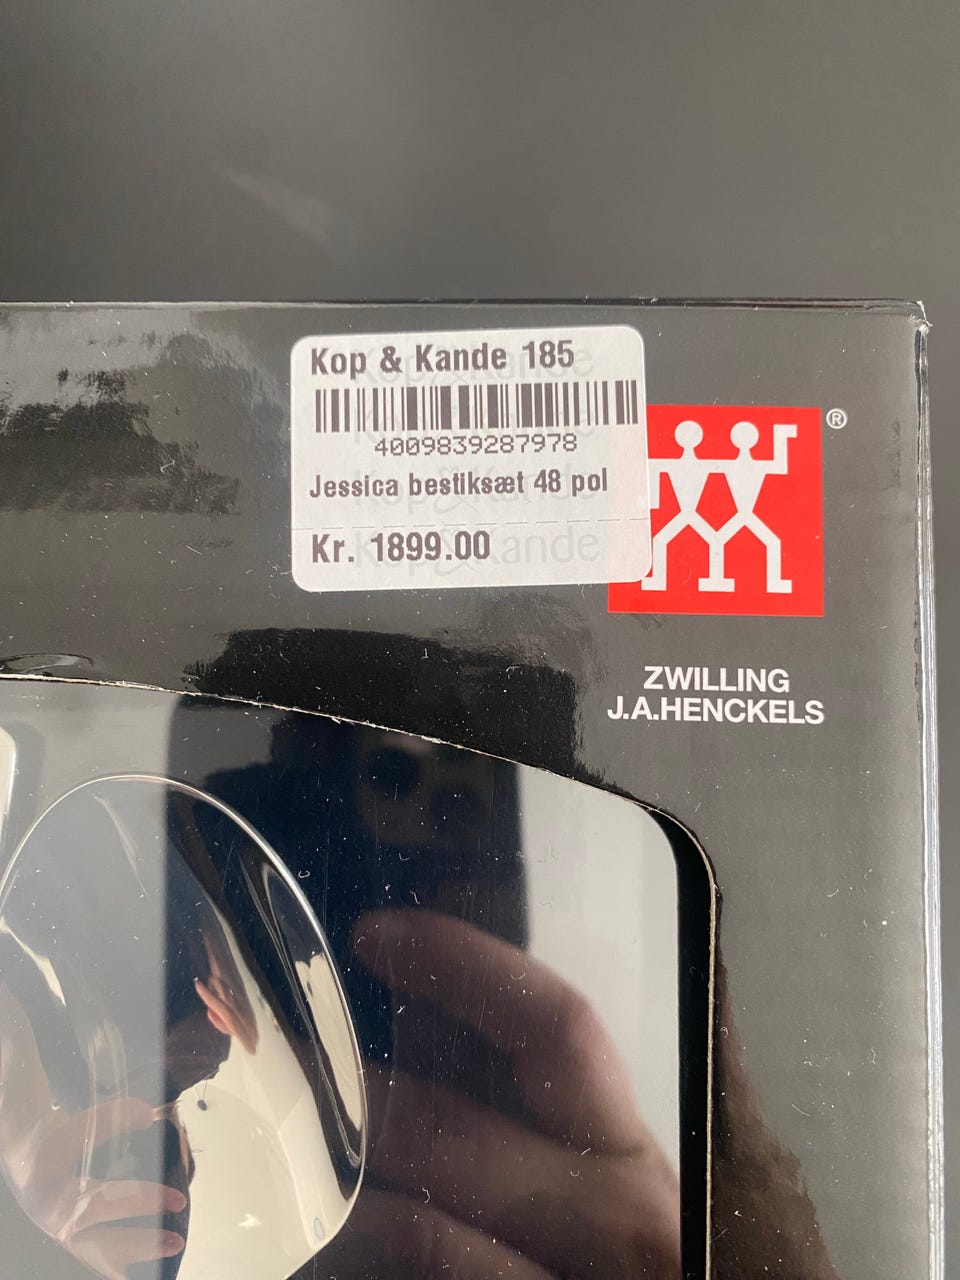 Kop & Kande 185
4009839287978
Jessica bestiksæt 48 pol
Kr. 1899.00
®
ZWILLING
J.A.HENCKELS